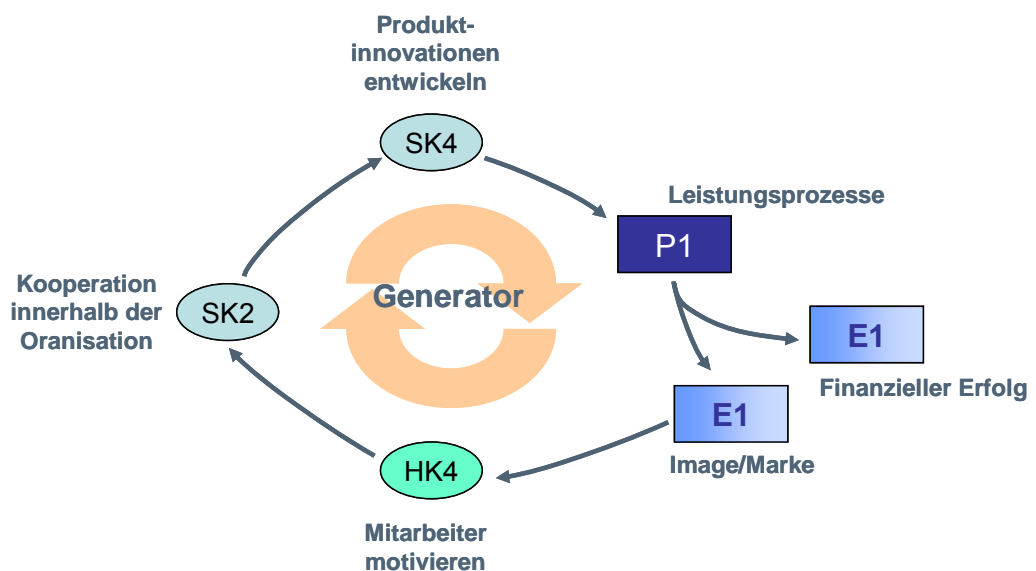 Produkt-
innovationen
entwickeln
SK4
Leistungsprozesse
P1
Kooperation
innerhalb der
Oranisation
SK2
Generator
E1
Finanzieller Erfolg
E1
Image/Marke
HK4
Mitarbeiter
motivieren